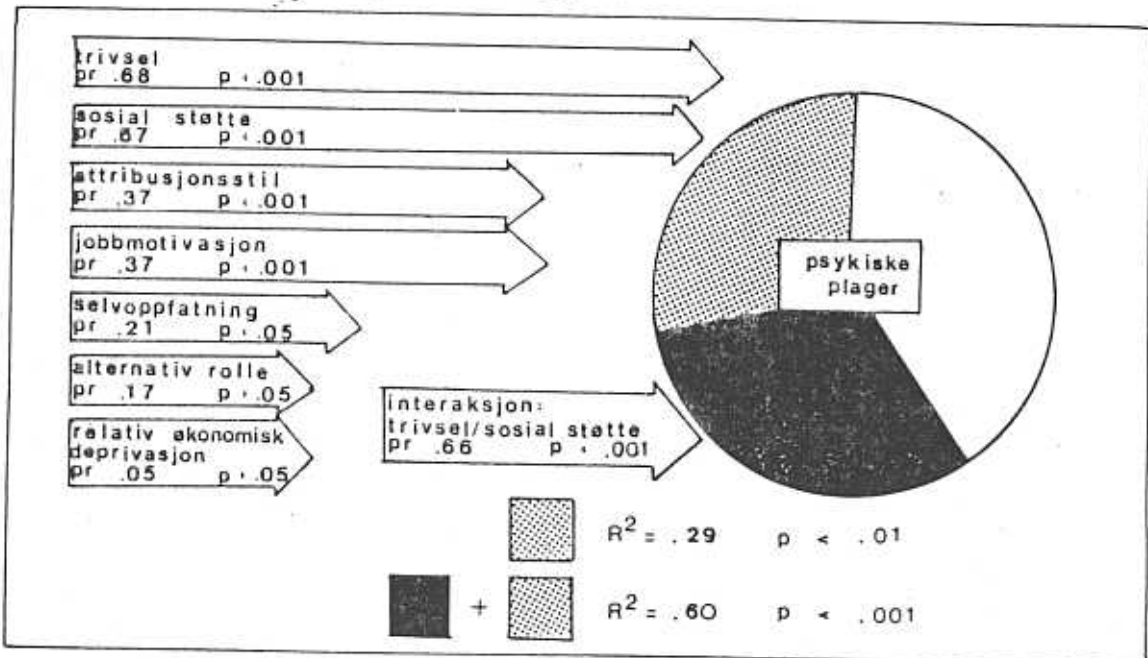 trivsel
pr .68 p < .001
sosial støtte
pr .67 p < .001
attribusjonsstil
pr .37 p < .001
jobbmotivasjon
pr .37 p < .001
selvoppfatning
pr .21 p < .05
alternativ rolle
pr .17 p < .05
relativ økonomisk
deprivasjon
pr .05 p < .05
interaksjon:
trivsel/sosial støtte
pr .66 p < .001
psykiske
plager
R² = .29 p < .01
+ R² = .60 p < .001